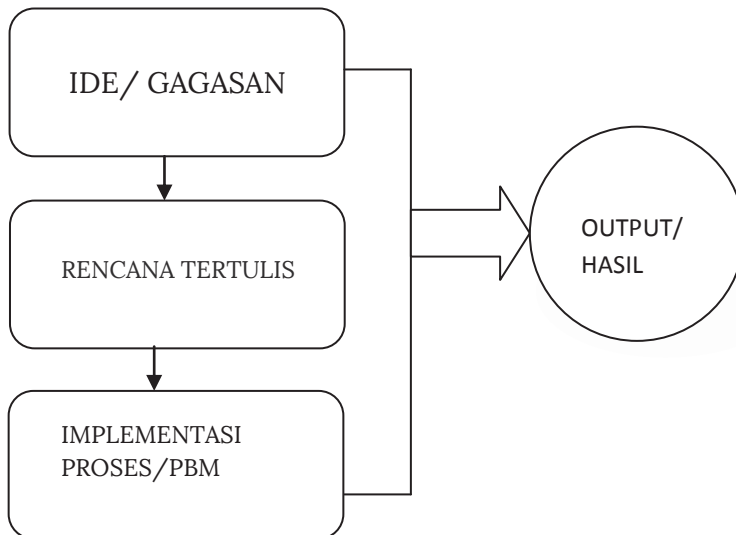 IDE/ GAGASAN
RENCANA TERTULIS
IMPLEMENTASI
PROSES/PBM
OUTPUT/
HASIL